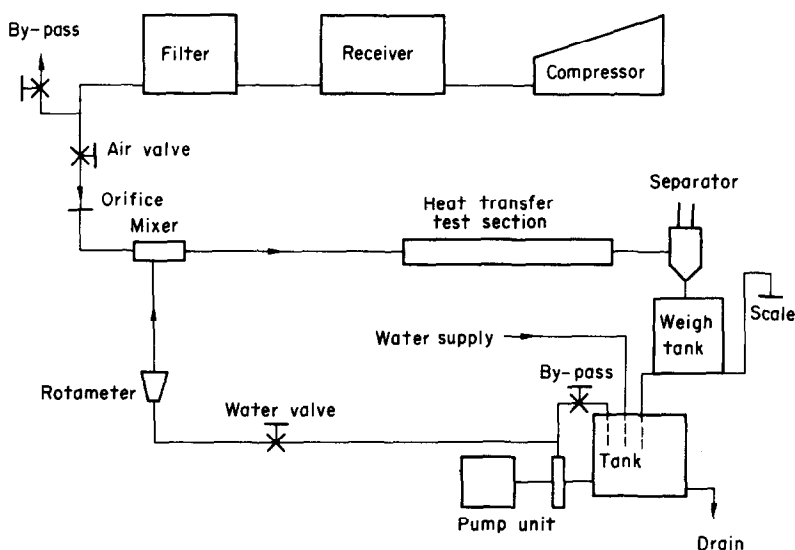 By-pass
Filter
Receiver
Compressor
Air valve
Orifice
Mixer
Heat transfer
test section
Separator
Weigh
tank
Scale
Water supply
By-pass
Rotameter
Water valve
Tank
Pump unit
Drain